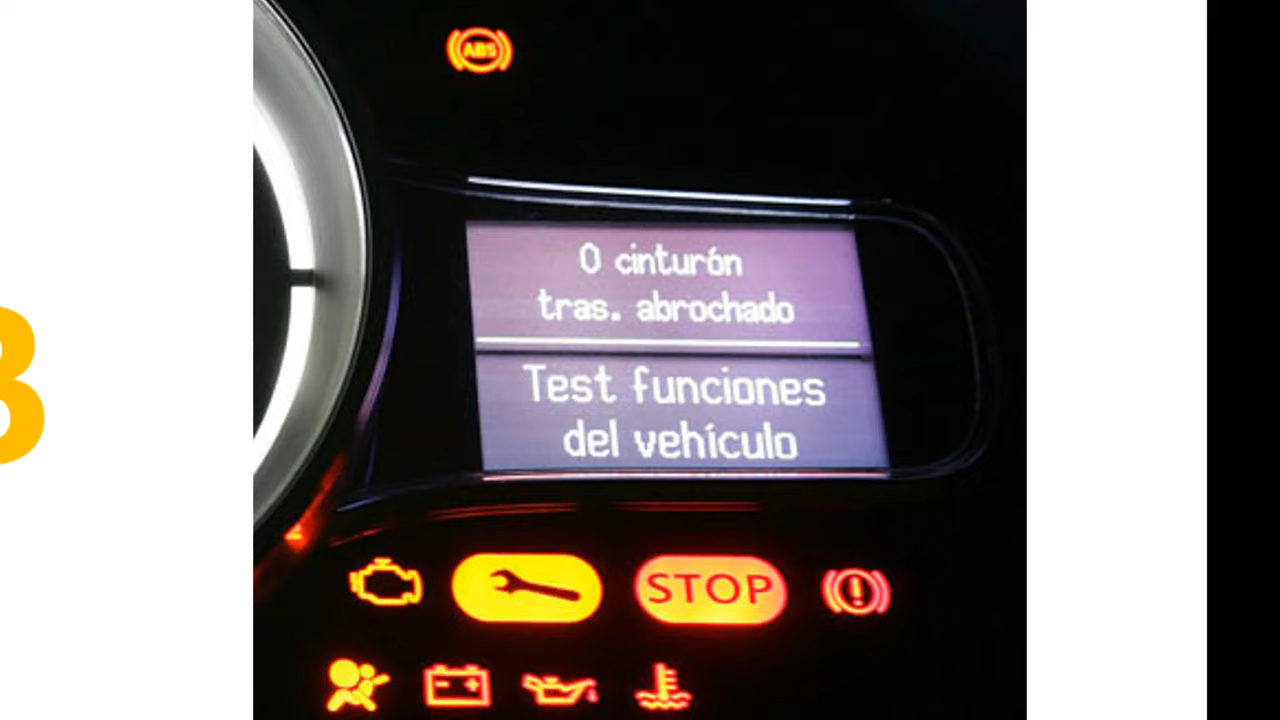 ABS
0 cinturón
tras. abrochado
Test funciones
del vehículo
STOP